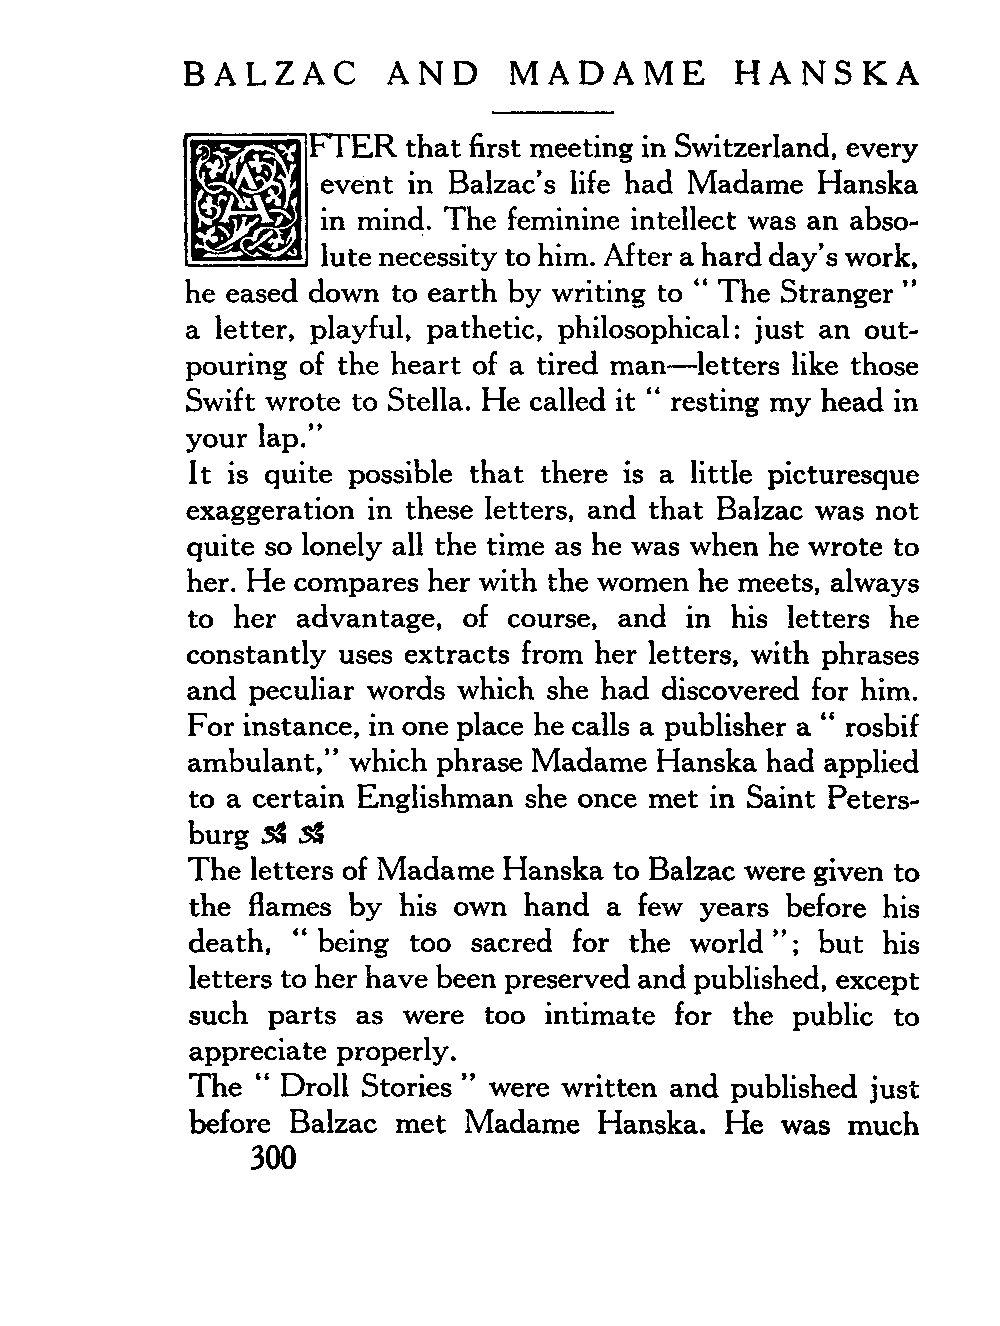 BALZAC AND MADAME HANSKA
AFTER that first meeting in Switzerland, every
event in Balzac's life had Madame Hanska
in mind. The feminine intellect was an abso-
lute necessity to him. After a hard day's work,
he eased down to earth by writing to " The Stranger "
a letter, playful, pathetic, philosophical: just an out-
pouring of the heart of a tired man—letters like those
Swift wrote to Stella. He called it " resting my head in
your lap."
It is quite possible that there is a little picturesque
exaggeration in these letters, and that Balzac was not
quite so lonely all the time as he was when he wrote to
her. He compares her with the women he meets, always
to her advantage, of course, and in his letters he
constantly uses extracts from her letters, with phrases
and peculiar words which she had discovered for him.
For instance, in one place he calls a publisher a " rosbif
ambulant," which phrase Madame Hanska had applied
to a certain Englishman she once met in Saint Peters-
burg
The letters of Madame Hanska to Balzac were given to
the flames by his own hand a few years before his
death, " being too sacred for the world "; but his
letters to her have been preserved and published, except
such parts as were too intimate for the public to
appreciate properly.
The " Droll Stories " were written and published just
before Balzac met Madame Hanska. He was much
300